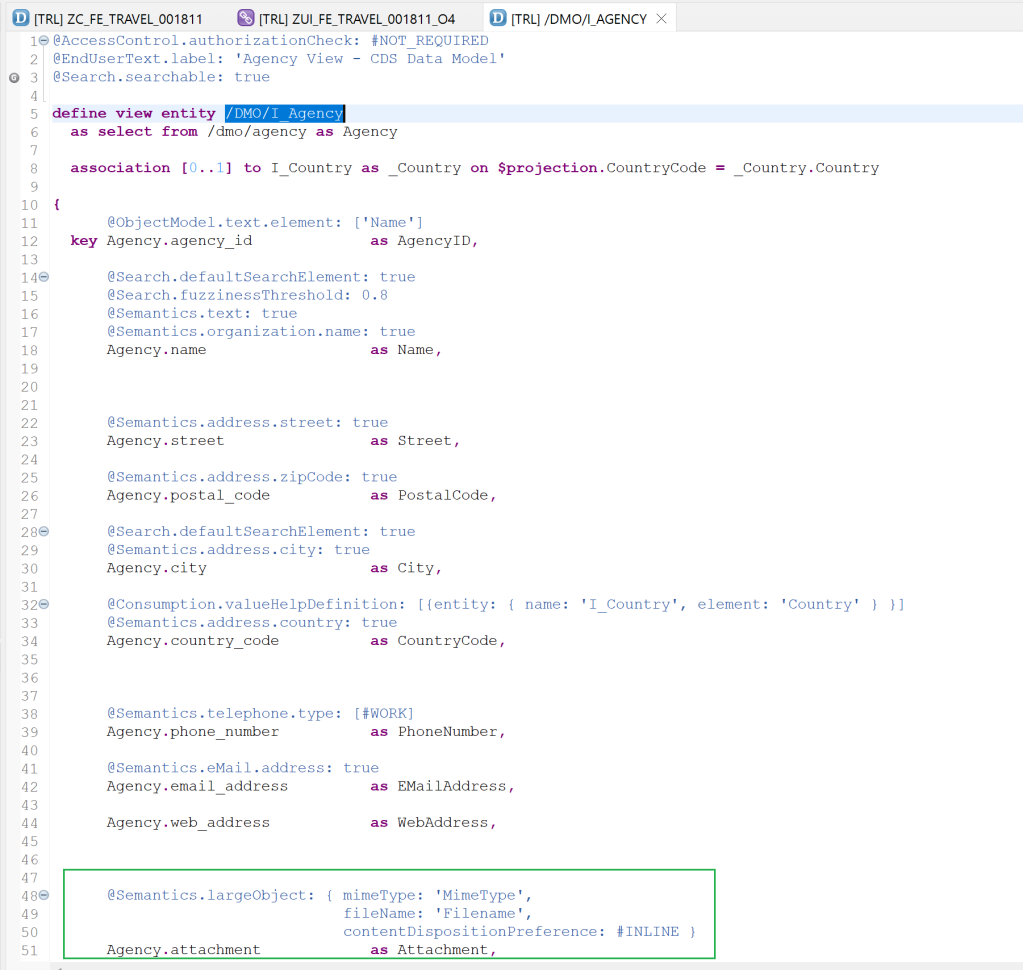 [TRL] ZC_FE_TRAVEL_001811 [TRL] ZUI_FE_TRAVEL_001811_O4 [TRL] /DMO/I_AGENCY
1 @AccessControl.authorizationCheck: #NOT_REQUIRED
2 @EndUserText.label: 'Agency View - CDS Data Model'
3 @Search.searchable: true
4
5 define view entity /DMO/I_Agency
6 as select from /dmo/agency as Agency
7
8 association [0..1] to I_Country as _Country on $projection.CountryCode = _Country.Country
9
10 {
11 @ObjectModel.text.element: ['Name']
12 key Agency.agency_id as AgencyID,
13
14 @Search.defaultSearchElement: true
15 @Search.fuzzinessThreshold: 0.8
16 @Semantics.text: true
17 @Semantics.organization.name: true
18 Agency.name as Name,
19
20
21
22 @Semantics.address.street: true
23 Agency.street as Street,
24
25 @Semantics.address.zipCode: true
26 Agency.postal_code as PostalCode,
27
28 @Search.defaultSearchElement: true
29 @Semantics.address.city: true
30 Agency.city as City,
31
32 @Consumption.valueHelpDefinition: [{entity: { name: 'I_Country', element: 'Country' } }]
33 @Semantics.address.country: true
34 Agency.country_code as CountryCode,
35
36
37
38 @Semantics.telephone.type: [#WORK]
39 Agency.phone_number as PhoneNumber,
40
41 @Semantics.eMail.address: true
42 Agency.email_address as EMailAddress,
43
44 Agency.web_address as WebAddress,
45
46
47
48 @Semantics.largeObject: { mimeType: 'MimeType',
49 fileName: 'Filename',
50 contentDispositionPreference: #INLINE }
51 Agency.attachment as Attachment,